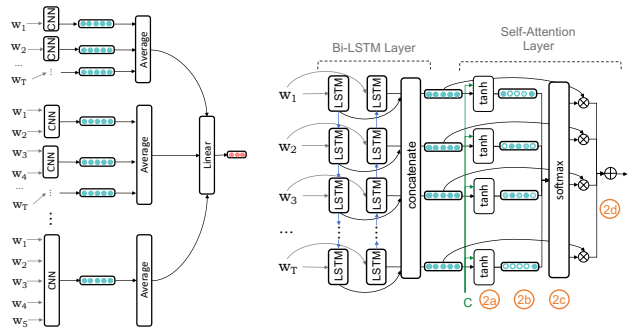 w1
CNN
w2
CNN
wT
...
...
Average
w1
w2
CNN
w3
w4
CNN
wT
...
...
Average
...
w1
w2
w3
w4
w5
CNN
Average
Linear
Bi-LSTM Layer
w1
LSTM
LSTM
w2
LSTM
LSTM
w3
LSTM
LSTM
...
...
...
wT
LSTM
LSTM
concatenate
Self-Attention
Layer
tanh
tanh
tanh
tanh
softmax
C
2a
2b
2c
2d